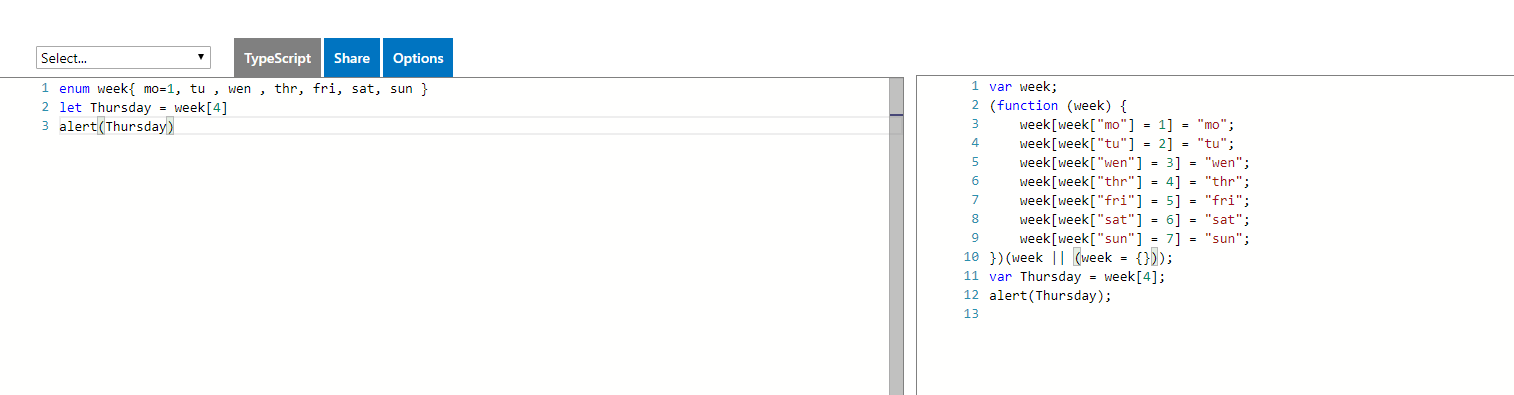 Select... TypeScript Share Options
1 enum week{ mo=1, tu , wen , thr, fri, sat, sun }
2 let Thursday = week[4]
3 alert(Thursday)
1 var week;
2 (function (week) {
3 week[week["mo"] = 1] = "mo";
4 week[week["tu"] = 2] = "tu";
5 week[week["wen"] = 3] = "wen";
6 week[week["thr"] = 4] = "thr";
7 week[week["fri"] = 5] = "fri";
8 week[week["sat"] = 6] = "sat";
9 week[week["sun"] = 7] = "sun";
10 })(week || (week = {}));
11 var Thursday = week[4];
12 alert(Thursday);
13